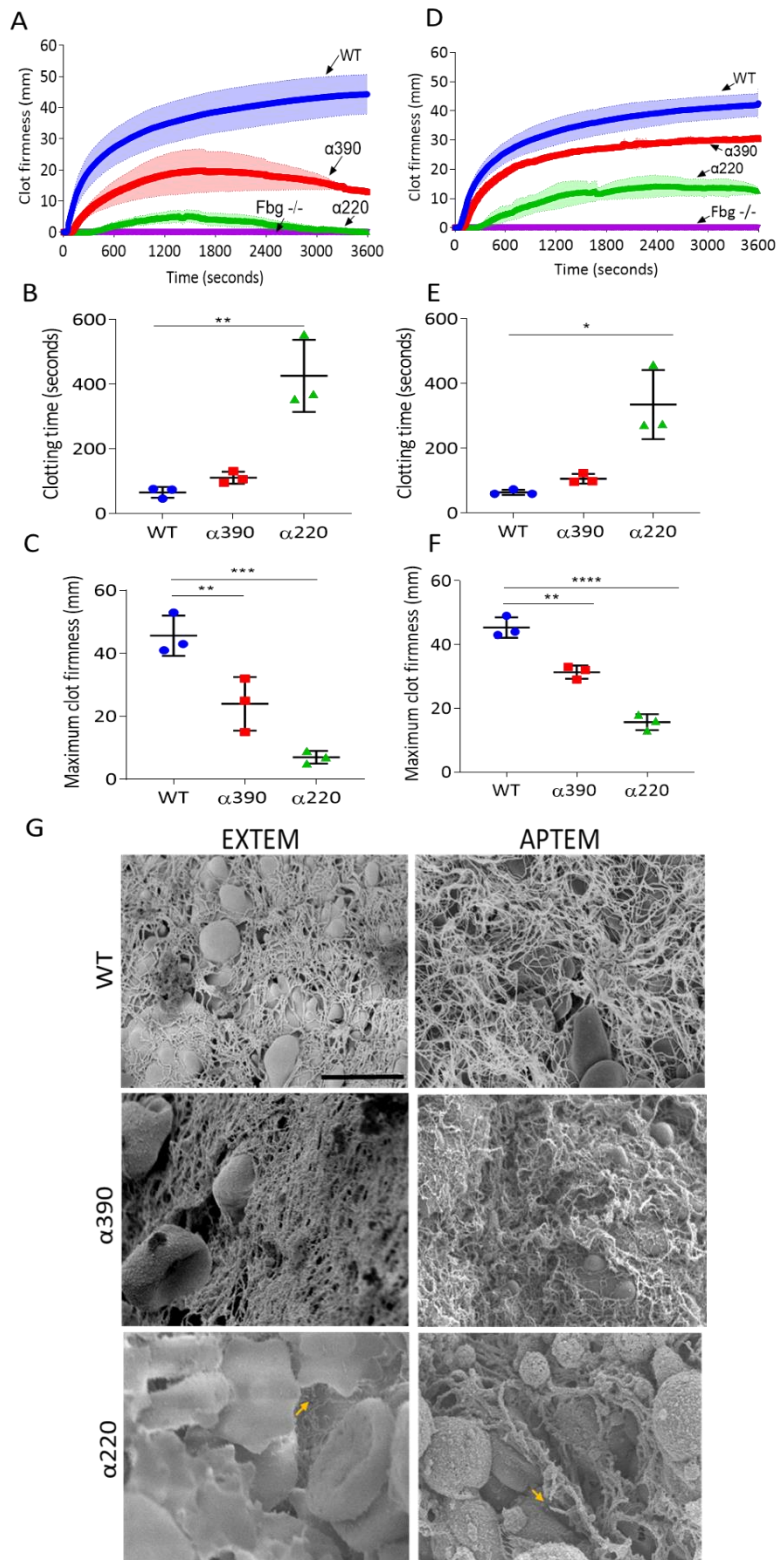 A
60
50
40
30
20
10
0
Clot firmness (mm)
WT
α390
Fbg -/-
α220
0 600 1200 1800 2400 3000 3600
Time (seconds)
D
60
50
40
30
20
10
0
Clot firmness (mm)
WT
α390
α220
Fbg -/-
0 600 1200 1800 2400 3000 3600
Time (seconds)
B
600
400
200
0
Clotting time (seconds)
**
WT α390 α220
E
600
400
200
0
Clotting time (seconds)
*
WT α390 α220
C
60
40
20
0
Maximum clot firmness (mm)
***
**
WT α390 α220
F
60
40
20
0
Maximum clot firmness (mm)
****
**
WT α390 α220
G
EXTEM APTEM
WT
α390
α220